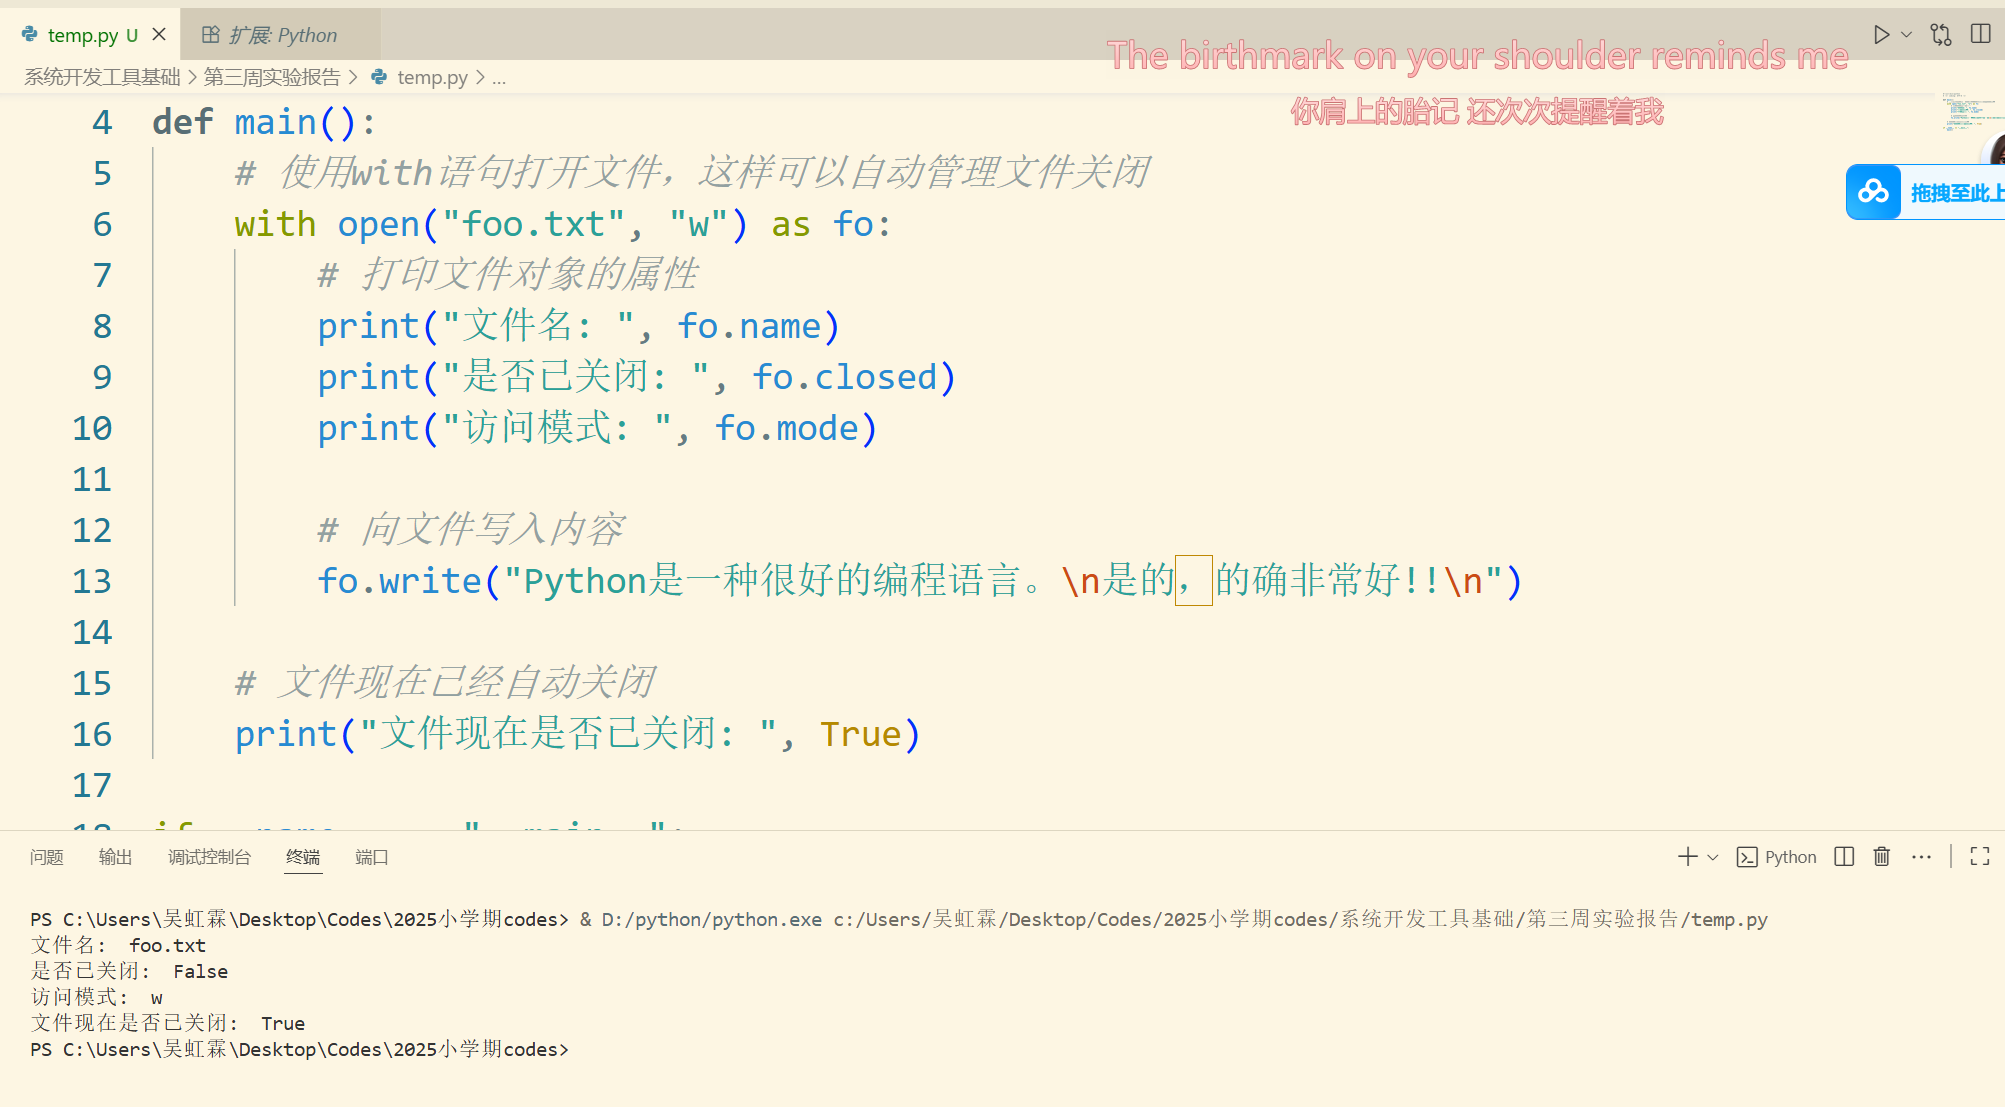 temp.py U
扩展: Python
The birthmark on your shoulder reminds me
系统开发工具基础 > 第三周实验报告 > temp.py > ...
你肩上的胎记 还次次提醒着我
拖拽至此上
4 def main():
5 # 使用with语句打开文件，这样可以自动管理文件关闭
6 with open("foo.txt", "w") as fo:
7 # 打印文件对象的属性
8 print("文件名: ", fo.name)
9 print("是否已关闭: ", fo.closed)
10 print("访问模式: ", fo.mode)
11
12 # 向文件写入内容
13 fo.write("Python是一种很好的编程语言。\n是的，的确非常好!!\n")
14
15 # 文件现在已经自动关闭
16 print("文件现在是否已关闭: ", True)
17
问题 输出 调试控制台 终端 端口
Python
PS C:\Users\吴虹霖\Desktop\Codes\2025小学期codes> & D:/python/python.exe c:/Users/吴虹霖/Desktop/Codes/2025小学期codes/系统开发工具基础/第三周实验报告/temp.py
文件名:  foo.txt
是否已关闭:  False
访问模式:  w
文件现在是否已关闭:  True
PS C:\Users\吴虹霖\Desktop\Codes\2025小学期codes>